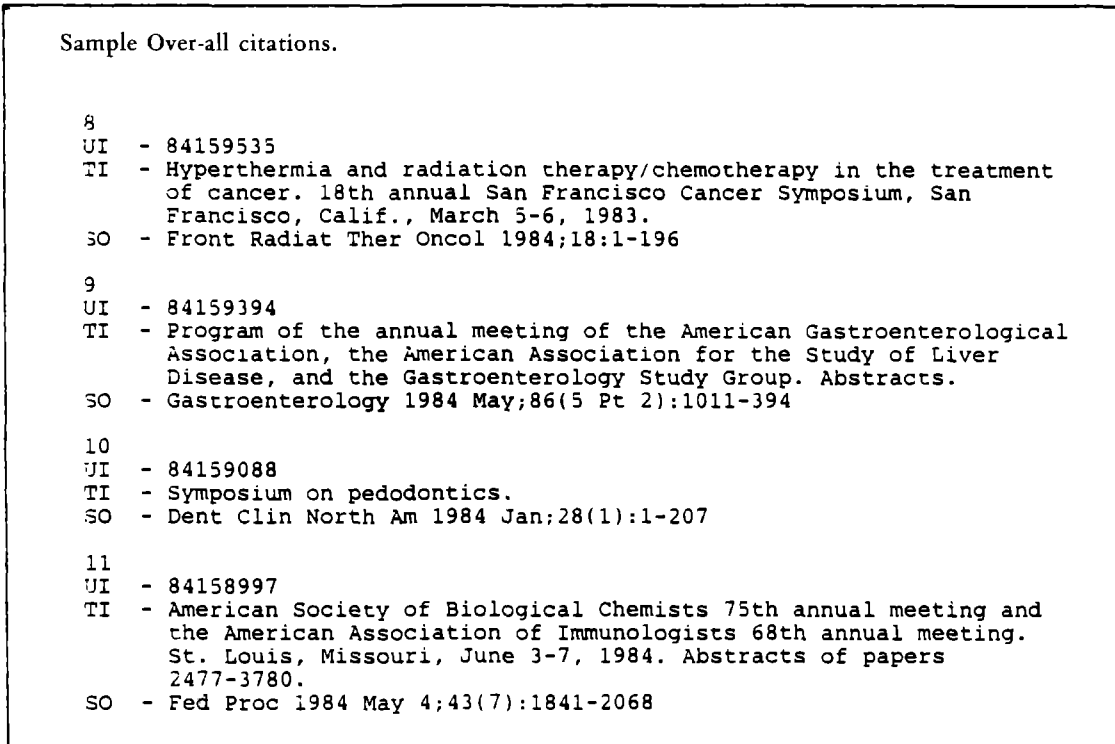 Sample Over-all citations.
8
UI - 84159535
TI - Hyperthermia and radiation therapy/chemotherapy in the treatment
of cancer. 18th annual San Francisco Cancer Symposium, San
Francisco, Calif., March 5-6, 1983.
SO - Front Radiat Ther Oncol 1984;18:1-196
9
UI - 84159394
TI - Program of the annual meeting of the American Gastroenterological
Association, the American Association for the Study of Liver
Disease, and the Gastroenterology Study Group. Abstracts.
SO - Gastroenterology 1984 May;86(5 Pt 2):1011-394
10
UI - 84159088
TI - Symposium on pedodontics.
SO - Dent Clin North Am 1984 Jan;28(1):1-207
11
UI - 84158997
TI - American Society of Biological Chemists 75th annual meeting and
the American Association of Immunologists 68th annual meeting.
St. Louis, Missouri, June 3-7, 1984. Abstracts of papers
2477-3780.
SO - Fed Proc 1984 May 4;43(7):1841-2068